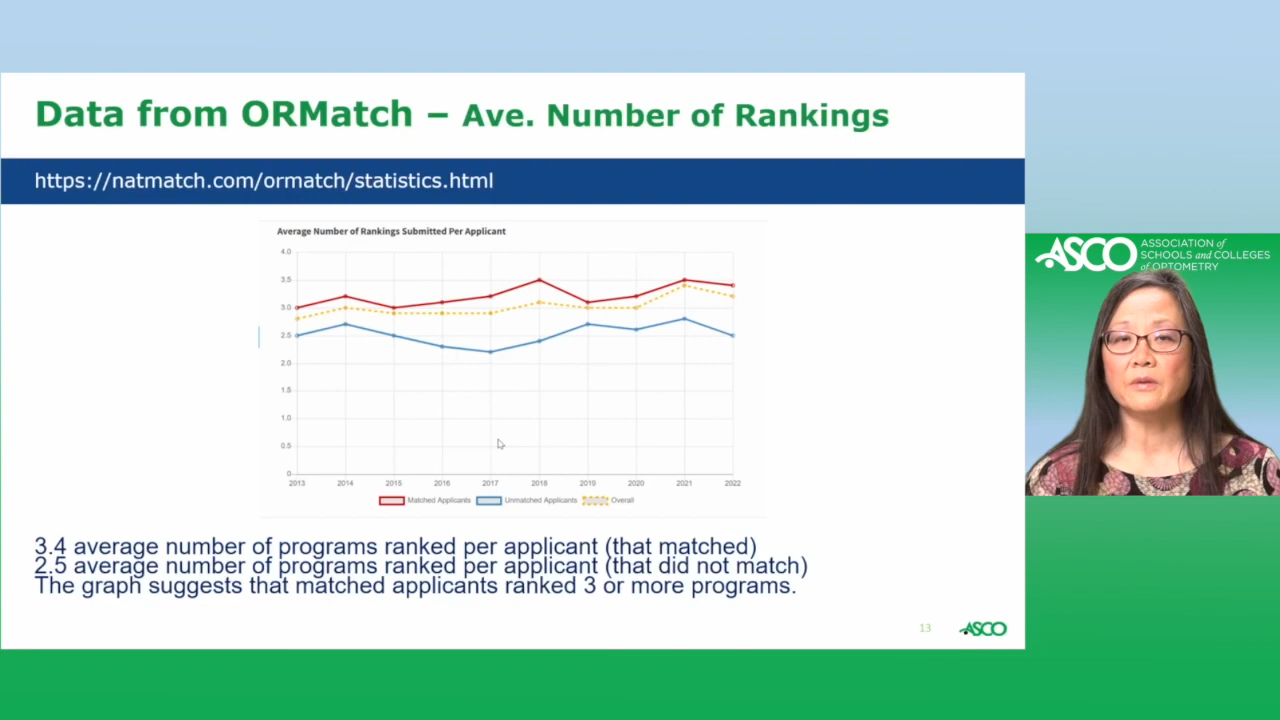 Data from ORMatch – Ave. Number of Rankings
https://natmatch.com/ormatch/statistics.html
Average Number of Rankings Submitted Per Applicant
4.0
3.5
3.0
2.5
2.0
1.5
1.0
0.5
0
2013 2014 2015 2016 2017 2018 2019 2020 2021 2022
Matched Applicants Unmatched Applicants Overall
3.4 average number of programs ranked per applicant (that matched)
2.5 average number of programs ranked per applicant (that did not match)
The graph suggests that matched applicants ranked 3 or more programs.
13
ASCO
ASCO
ASSOCIATION of
SCHOOLS and COLLEGES
of OPTOMETRY